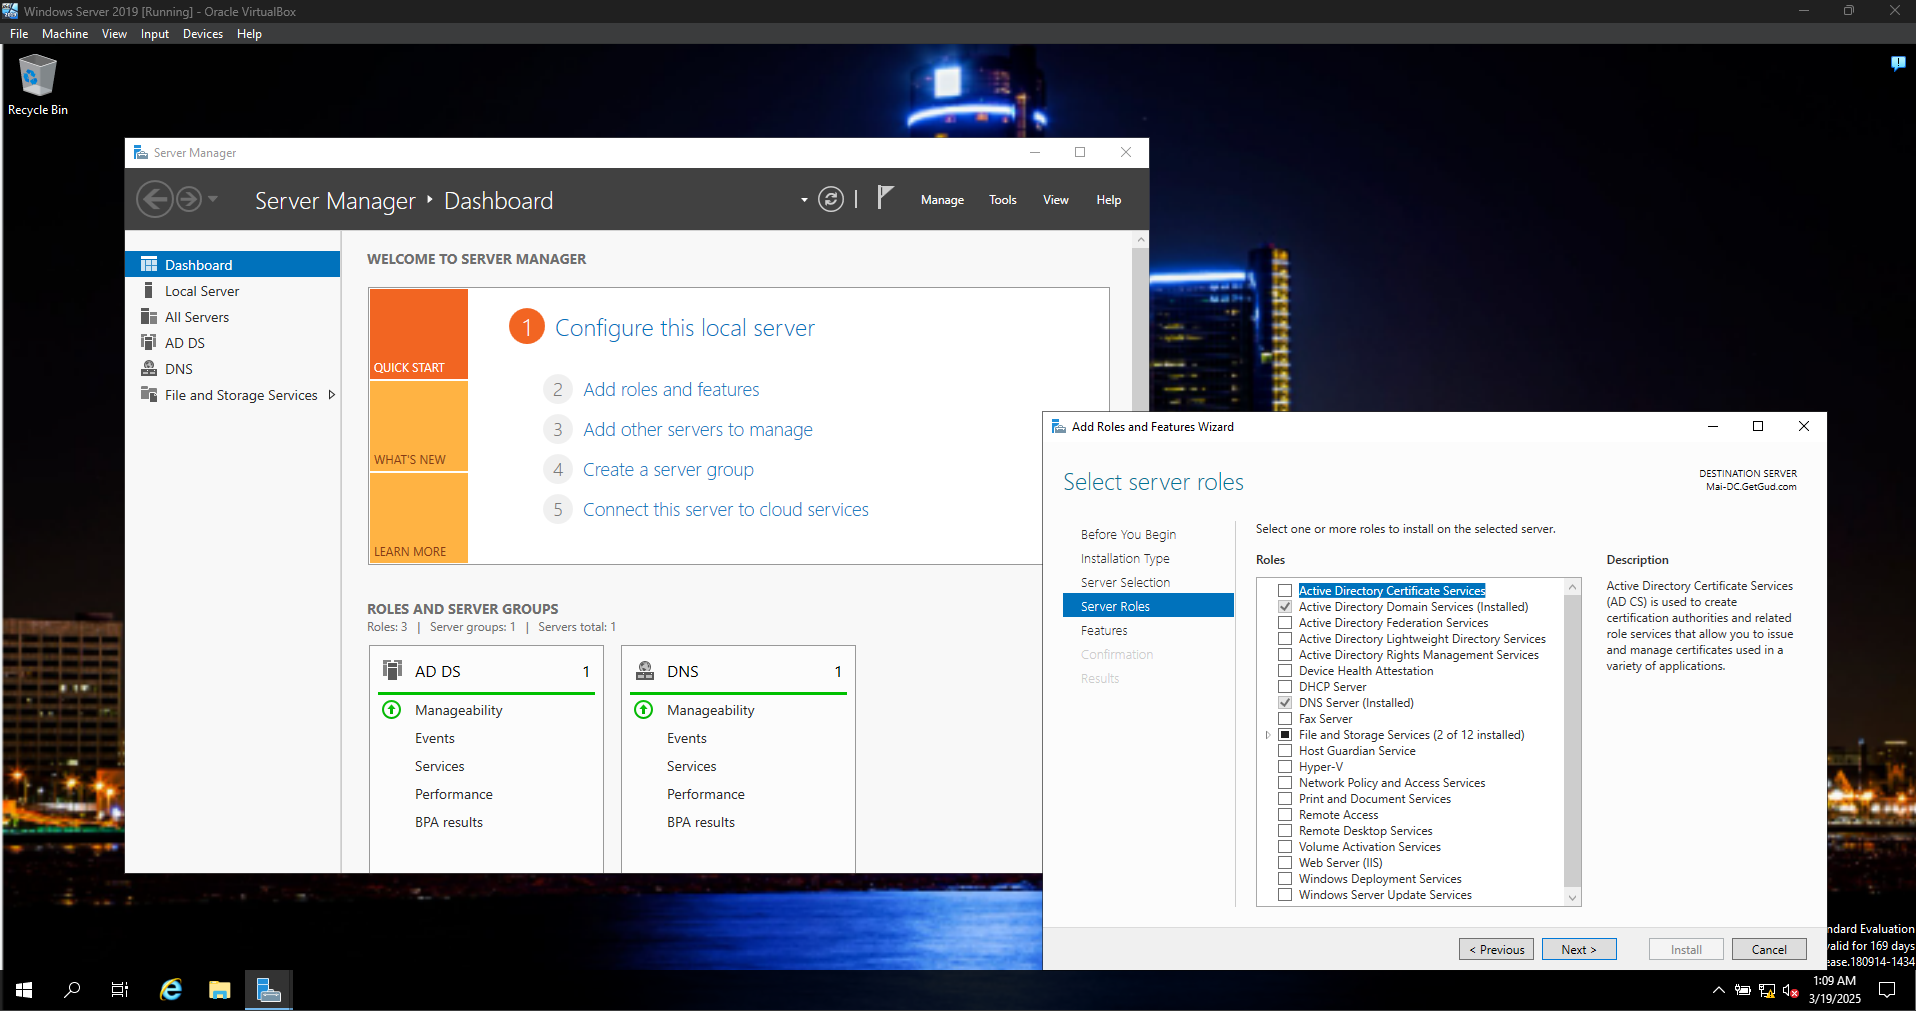 Windows Server 2019 [Running] - Oracle VirtualBox
File Machine View Input Devices Help
Recycle Bin
Server Manager
Server Manager Dashboard
Manage Tools View Help
Dashboard
Local Server
All Servers
AD DS
DNS
File and Storage Services
WELCOME TO SERVER MANAGER
QUICK START
WHAT'S NEW
LEARN MORE
1 Configure this local server
2 Add roles and features
3 Add other servers to manage
4 Create a server group
5 Connect this server to cloud services
ROLES AND SERVER GROUPS
Roles: 3 | Server groups: 1 | Servers total: 1
AD DS 1
Manageability
Events
Services
Performance
BPA results
DNS 1
Manageability
Events
Services
Performance
BPA results
Add Roles and Features Wizard
Select server roles
DESTINATION SERVER
Mai-DC.GetGud.com
Before You Begin
Installation Type
Server Selection
Server Roles
Features
Confirmation
Results
Select one or more roles to install on the selected server.
Roles
Active Directory Certificate Services
Active Directory Domain Services (Installed)
Active Directory Federation Services
Active Directory Lightweight Directory Services
Active Directory Rights Management Services
Device Health Attestation
DHCP Server
DNS Server (Installed)
Fax Server
File and Storage Services (2 of 12 installed)
Host Guardian Service
Hyper-V
Network Policy and Access Services
Print and Document Services
Remote Access
Remote Desktop Services
Volume Activation Services
Web Server (IIS)
Windows Deployment Services
Windows Server Update Services
Description
Active Directory Certificate Services
(AD CS) is used to create
certification authorities and related
role services that allow you to issue
and manage certificates used in a
variety of applications.
< Previous Next > Install Cancel
ndard Evaluation
valid for 169 days
ease.180914-1434
1:09 AM
3/19/2025